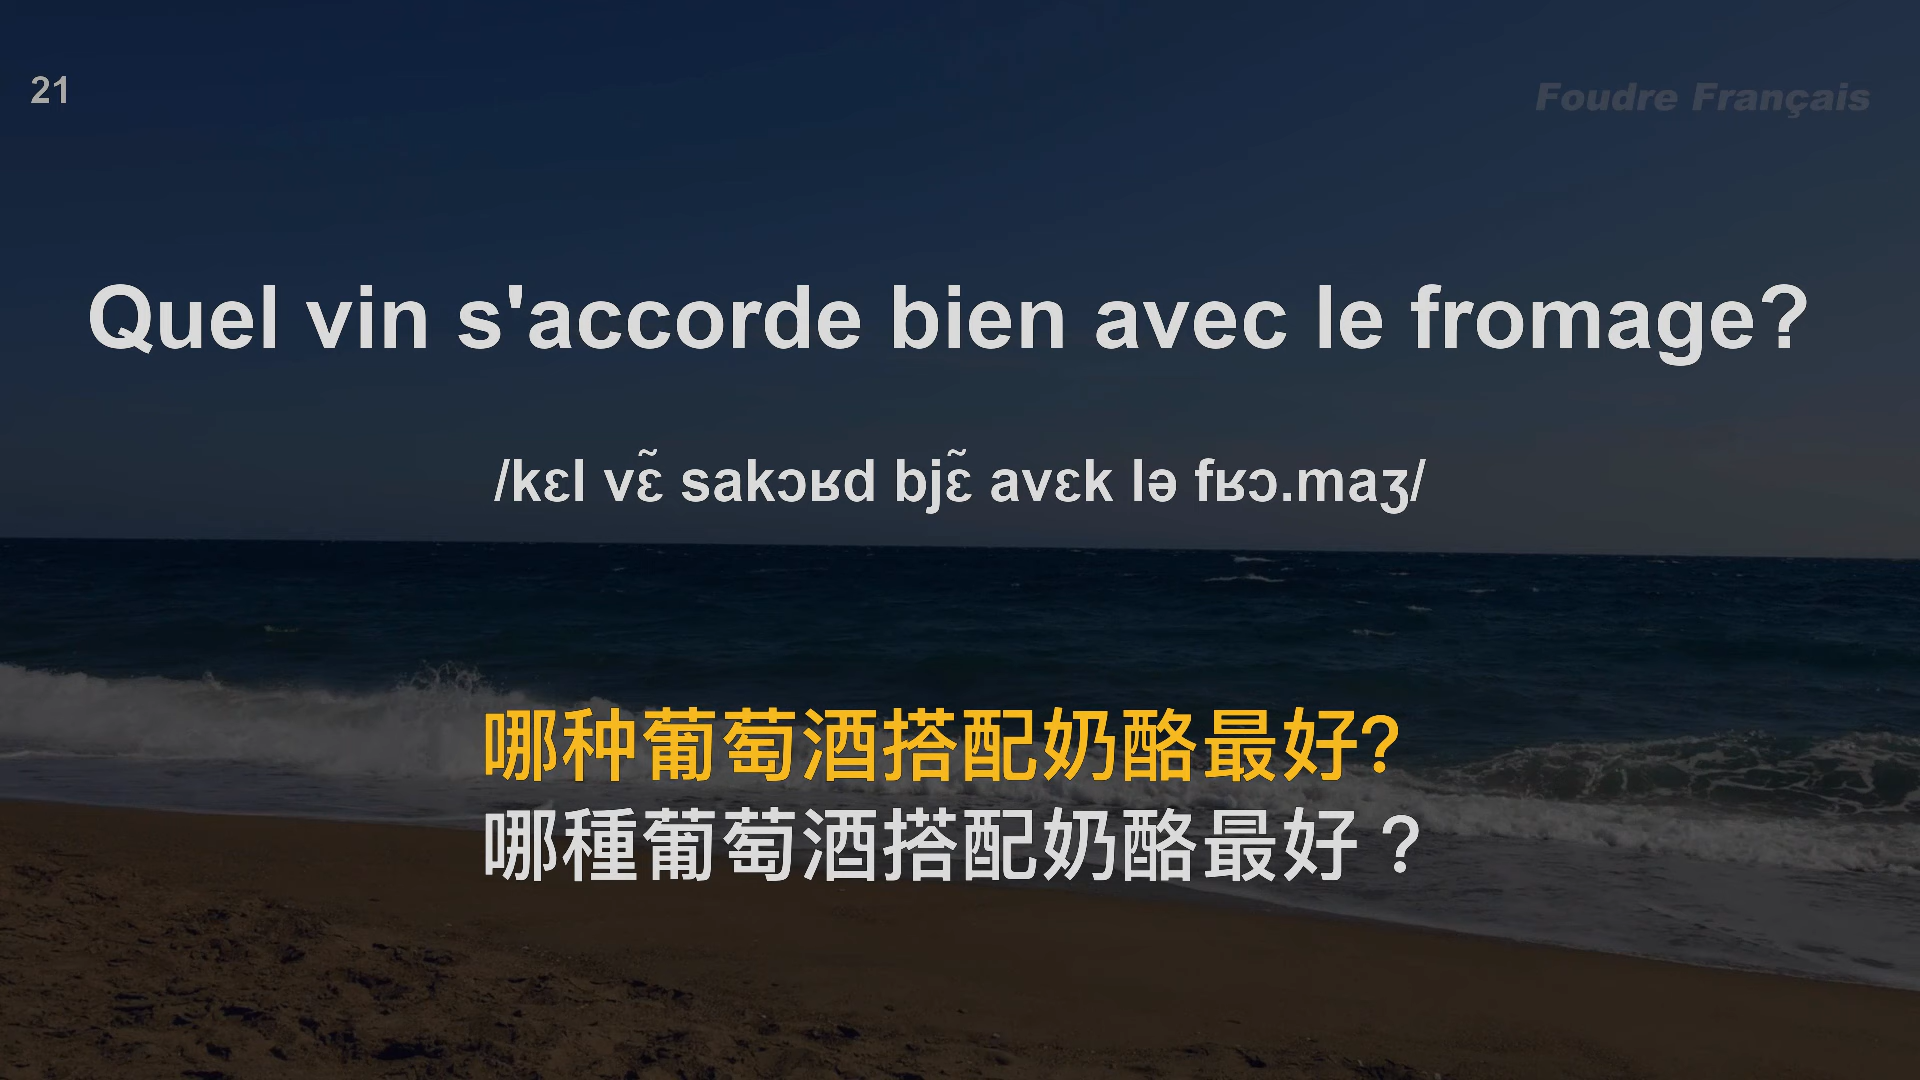 21
Foudre Français
Quel vin s'accorde bien avec le fromage?
/kɛl vɛ̃ sakɔʁd bjɛ̃ avɛk lə fʁɔ.maʒ/
哪种葡萄酒搭配奶酪最好?
哪種葡萄酒搭配奶酪最好？